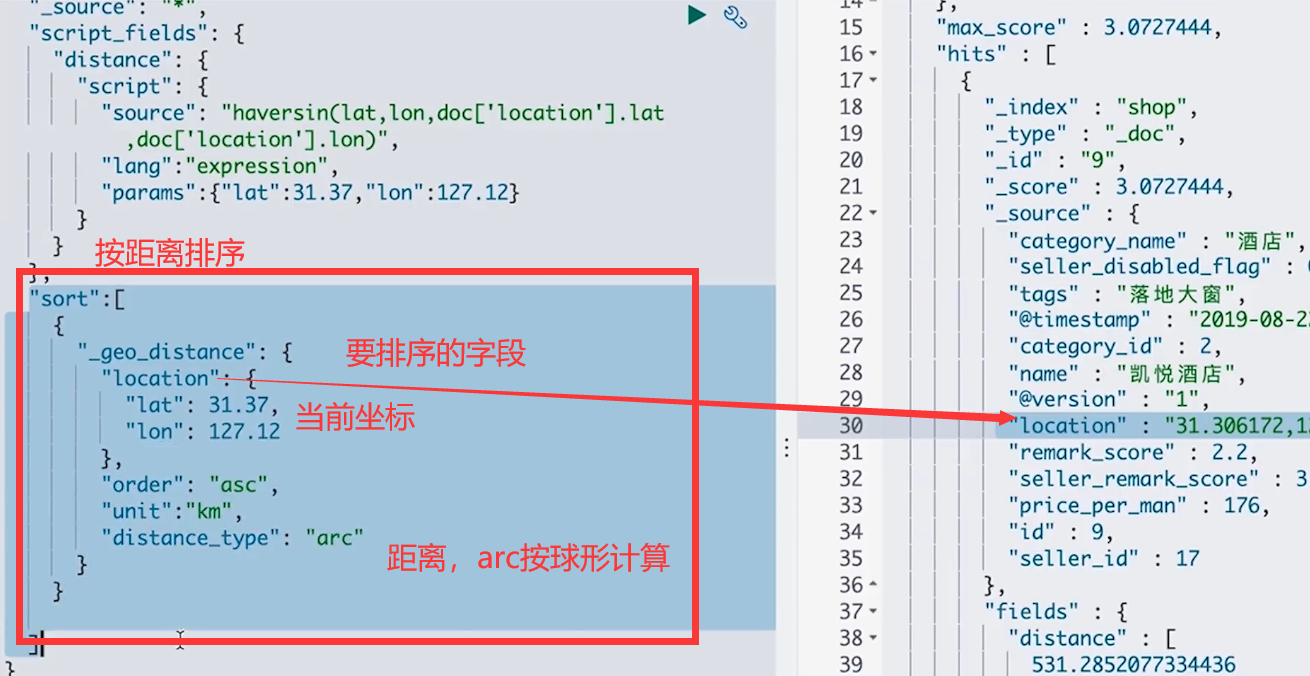 "_source": "*",
"script_fields": {
"distance": {
"script": {
"source": "haversin(lat,lon,doc['location'].lat
,doc['location'].lon)",
"lang":"expression",
"params":{"lat":31.37,"lon":127.12}
}
}
按距离排序
},
"sort":[
{
"_geo_distance": {
要排序的字段
"location": {
"lat": 31.37,
当前坐标
"lon": 127.12
},
"order": "asc",
"unit":"km",
"distance_type": "arc"
距离，arc按球形计算
}
}
]
}
14 },
15 "max_score" : 3.0727444,
16 "hits" : [
17 {
18 "_index" : "shop",
19 "_type" : "_doc",
20 "_id" : "9",
21 "_score" : 3.0727444,
22 "_source" : {
23 "category_name" : "酒店",
24 "seller_disabled_flag" :
25 "tags" : "落地大窗",
26 "@timestamp" : "2019-08-2
27 "category_id" : 2,
28 "name" : "凯悦酒店",
29 "@version" : "1",
30 "location" : "31.306172,1
31 "remark_score" : 2.2,
32 "seller_remark_score" : 3
33 "price_per_man" : 176,
34 "id" : 9,
35 "seller_id" : 17
36 },
37 "fields" : {
38 "distance" : [
39 531.2852077334436